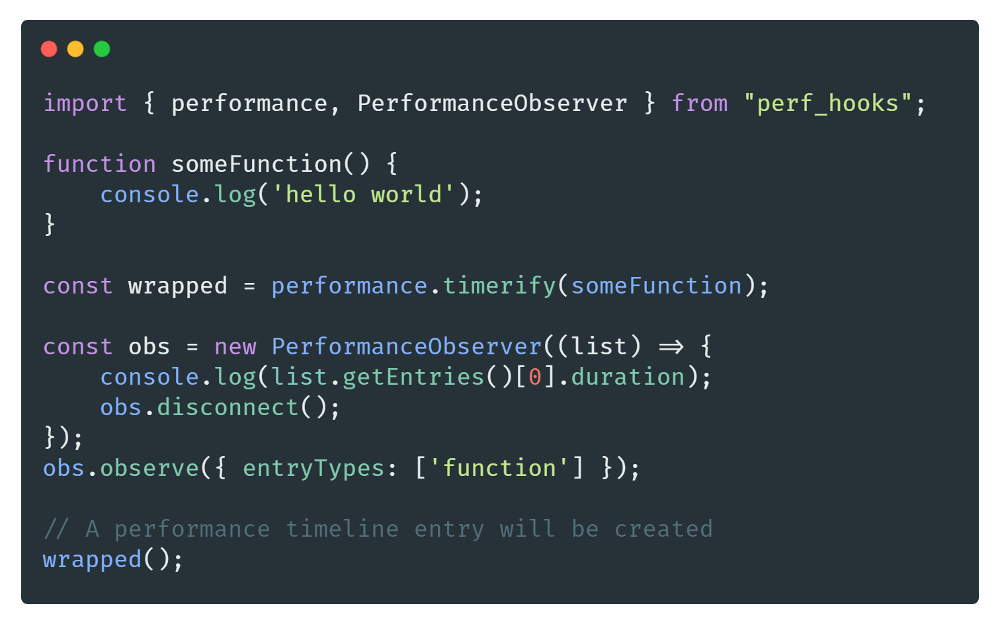 import { performance, PerformanceObserver } from "perf_hooks";
function someFunction() {
    console.log('hello world');
}
const wrapped = performance.timerify(someFunction);
const obs = new PerformanceObserver((list) => {
    console.log(list.getEntries()[0].duration);
    obs.disconnect();
});
obs.observe({ entryTypes: ['function'] });
// A performance timeline entry will be created
wrapped();